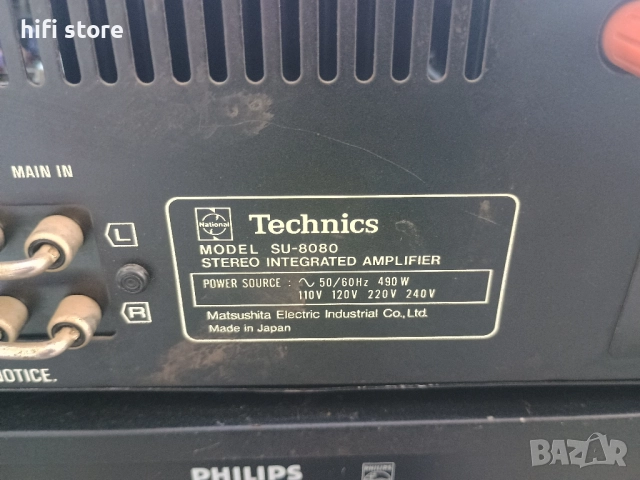 hifi store
MAIN IN
L
R
National
Technics
MODEL SU-8080
STEREO INTEGRATED AMPLIFIER
POWER SOURCE : ∿ 50/60Hz 490W
110V 120V 220V 240V
Matsushita Electric Industrial Co., Ltd.
Made in Japan
NOTICE.
PHILIPS
PHILIPS
BAZAR